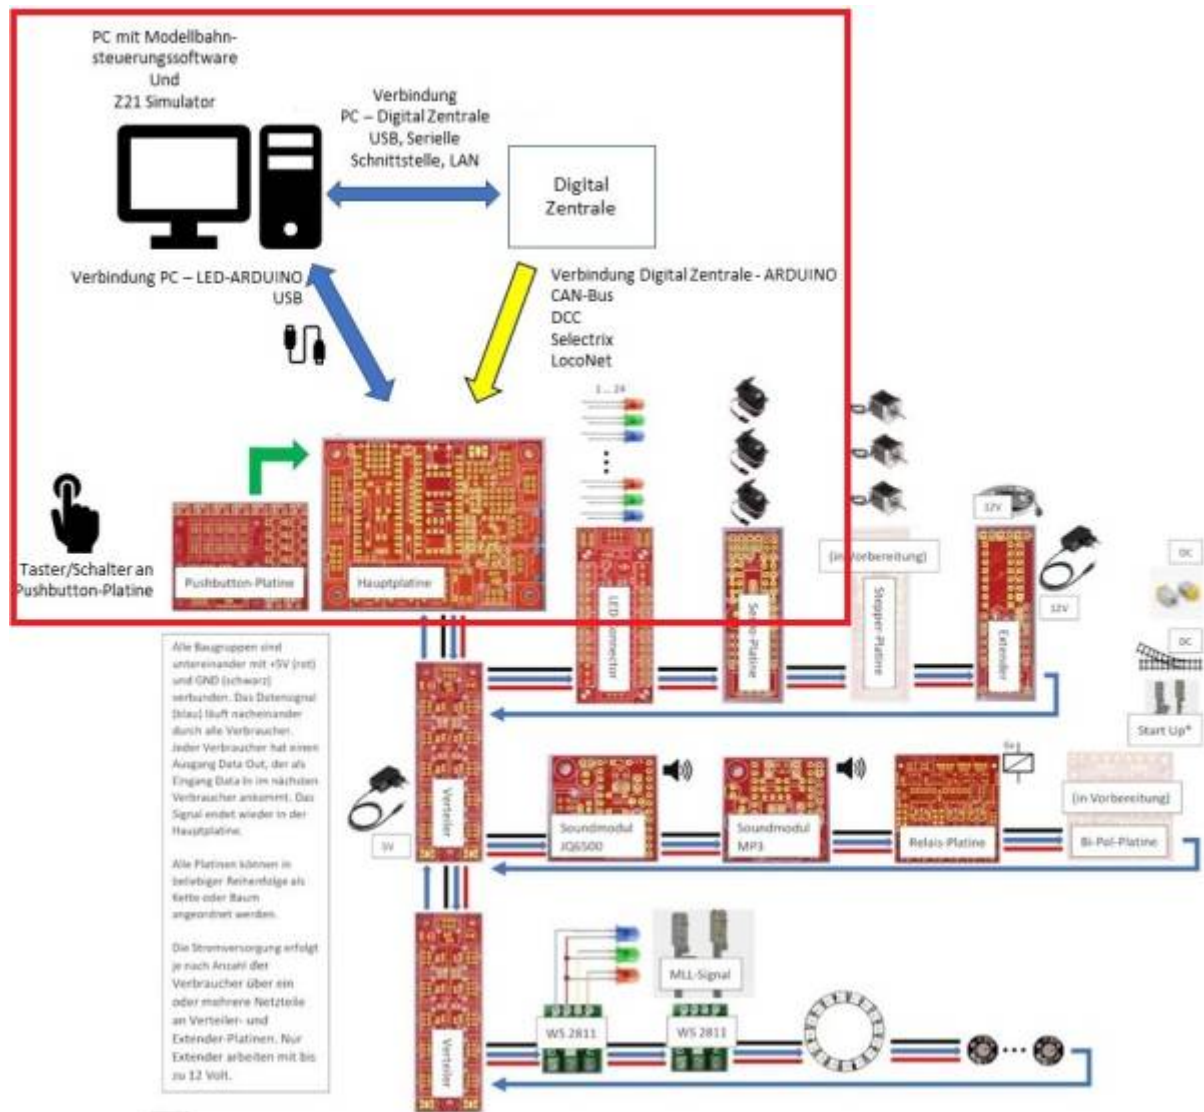 PC mit Modellbahn-
steuerungssoftware
Und
Z21 Simulator
Verbindung
PC – Digital Zentrale
USB, Serielle
Schnittstelle, LAN
Digital
Zentrale
Verbindung PC – LED-ARDUINO
USB
Verbindung Digital Zentrale - ARDUINO
CAN-Bus
DCC
Selectrix
LocoNet
1 ... 24
Taster/Schalter an
Pushbutton-Platine
Pushbutton-Platine
Hauptplatine
LED-Connector
Servo-Platine
(in Vorbereitung)
Stepper-Platine
Extender
12V
12V
DC
DC
Start Up*
Alle Baugruppen sind
untereinander mit +5V (rot)
und GND (schwarz)
verbunden. Das Datensignal
(blau) läuft nacheinander
durch alle Verbraucher.
Jeder Verbraucher hat einen
Ausgang Data Out, der als
Eingang Data In im nächsten
Verbraucher ankommt. Das
Signal endet wieder in der
Hauptplatine.
Alle Platinen können in
beliebiger Reihenfolge als
Kette oder Baum
angeordnet werden.
Die Stromversorgung erfolgt
je nach Anzahl der
Verbraucher über ein
oder mehrere Netzteile
an Verteiler- und
Extender-Platinen. Nur
Extender arbeiten mit bis
zu 12 Volt.
5V
Verteiler
Soundmodul
JQ6500
Soundmodul
MP3
Relais-Platine
(in Vorbereitung)
Bi-Pol-Platine
Verteiler
WS 2811
MLL-Signal
WS 2811